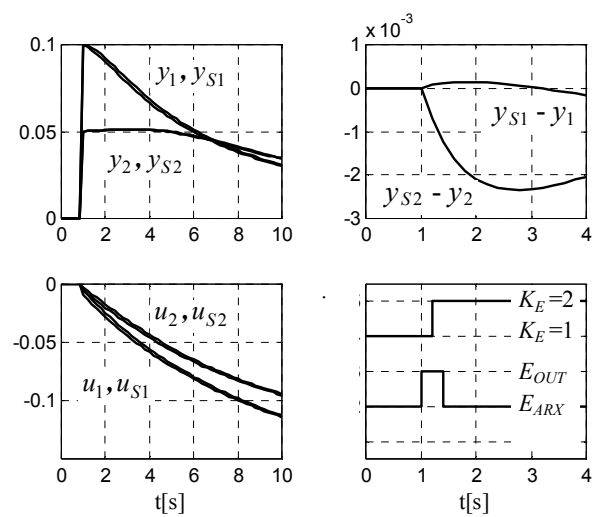 0.1
0.05
0
0 2 4 6 8 10
y1, yS1
y2, yS2
x 10^-3
1
0
-1
-2
-3
0 1 2 3 4
yS1 - y1
yS2 - y2
0
-0.05
-0.1
0 2 4 6 8 10
t[s]
u2, uS2
u1, uS1
KE=2
KE=1
EOUT
EARX
0 1 2 3 4
t[s]